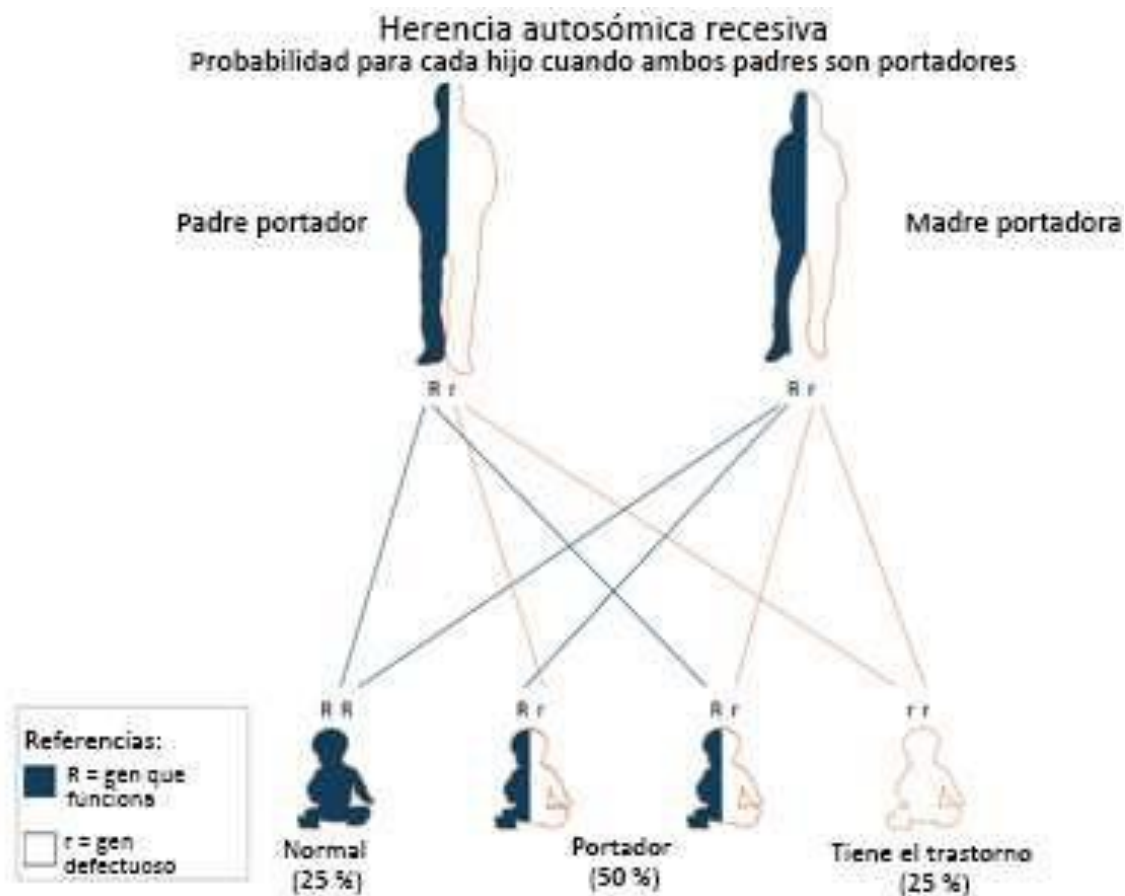 Herencia autosómica recesiva
Probabilidad para cada hijo cuando ambos padres son portadores
Padre portador
Madre portadora
R r
R r
R R
R r
R r
r r
Referencias:
R = gen que
funciona
r = gen
defectuoso
Normal
(25 %)
Portador
(50 %)
Tiene el trastorno
(25 %)